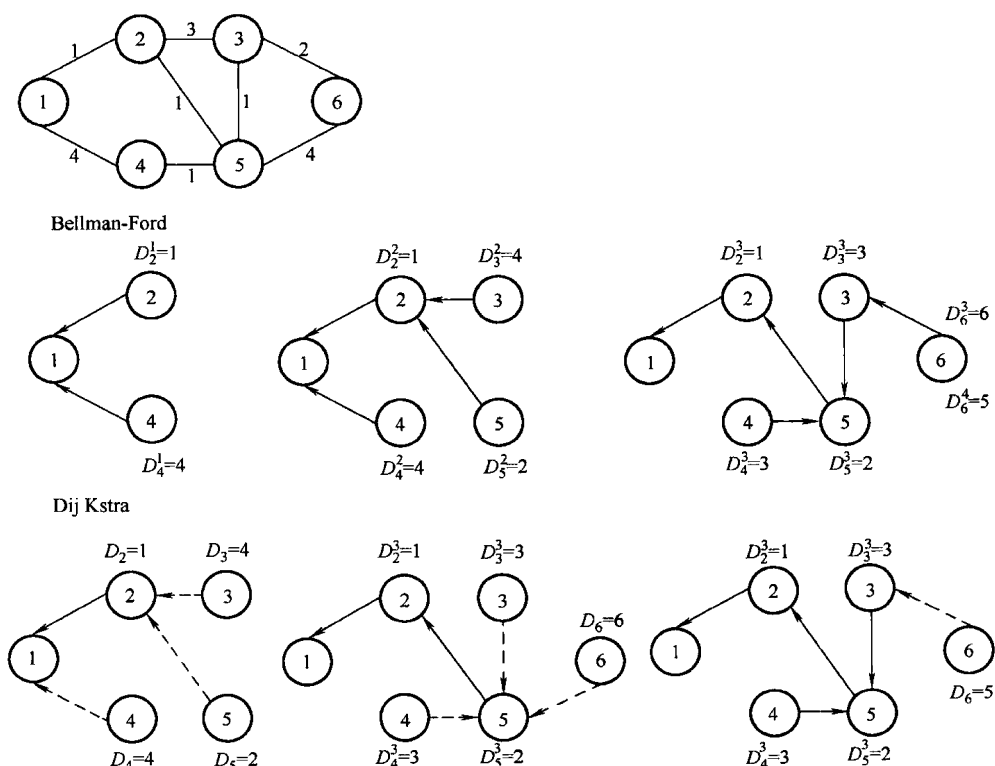 2 3 3
1 2
1 1 1 6
4 4
4 1 5
Bellman-Ford
D_2^1=1 D_2^2=1 D_3^2=4 D_2^3=1 D_3^3=3
2 2 3 2 3
D_6^3=6
1 1 1 6
D_6^4=5
4 4 5 4 5
D_4^1=4 D_4^2=4 D_5^2=2 D_4^3=3 D_5^3=2
Dij Kstra
D_2=1 D_3=4 D_2^3=1 D_3^3=3 D_2^3=1 D_3^3=3
2 3 2 3 2 3
D_6=6
1 1 6 1 6
D_6=5
4 5 4 5 4 5
D_4=4 D_5=2 D_4^3=3 D_5^3=2 D_4^3=3 D_5^3=2